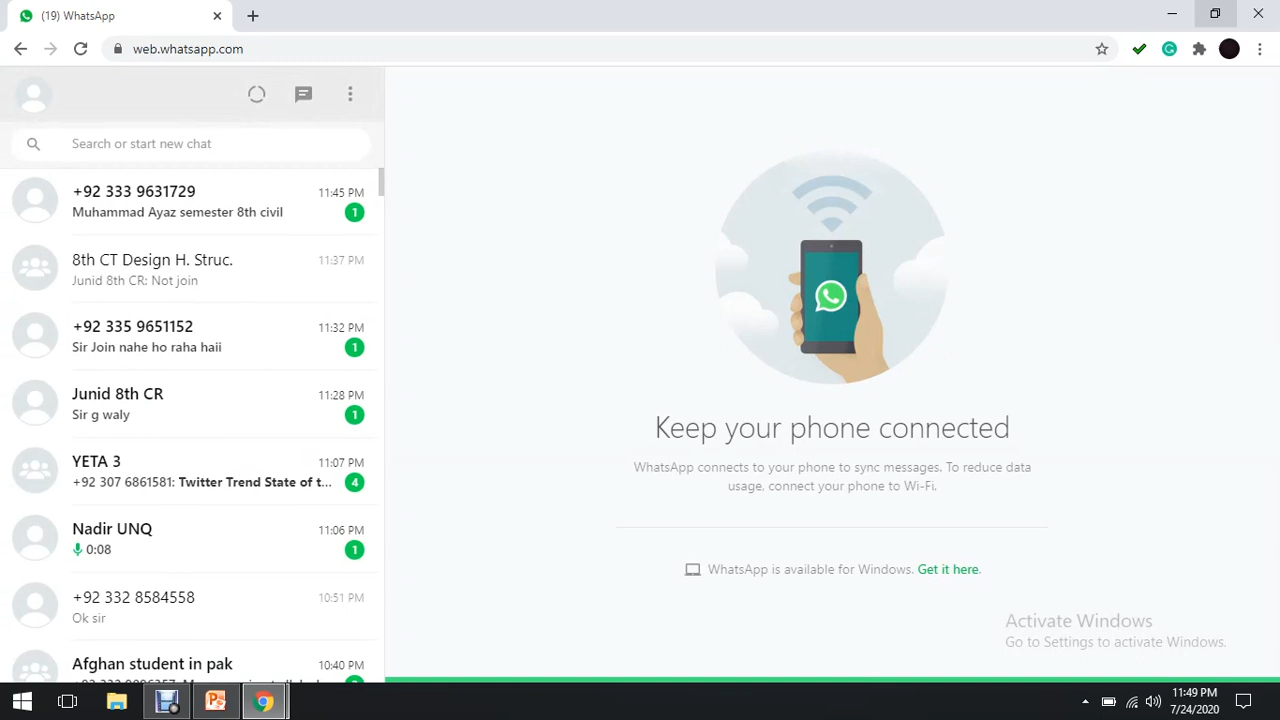 (19) WhatsApp
web.whatsapp.com
Search or start new chat
+92 333 9631729
11:45 PM
Muhammad Ayaz semester 8th civil
1
8th CT Design H. Struc.
11:37 PM
Junid 8th CR: Not join
+92 335 9651152
11:32 PM
Sir Join nahe ho raha haii
1
Junid 8th CR
11:28 PM
Sir g waly
1
YETA 3
11:07 PM
+92 307 6861581: Twitter Trend State of t...
4
Nadir UNQ
11:06 PM
0:08
1
+92 332 8584558
10:51 PM
Ok sir
Afghan student in pak
10:40 PM
Keep your phone connected
WhatsApp connects to your phone to sync messages. To reduce data
usage, connect your phone to Wi-Fi.
WhatsApp is available for Windows. Get it here.
Activate Windows
Go to Settings to activate Windows.
11:49 PM
7/24/2020